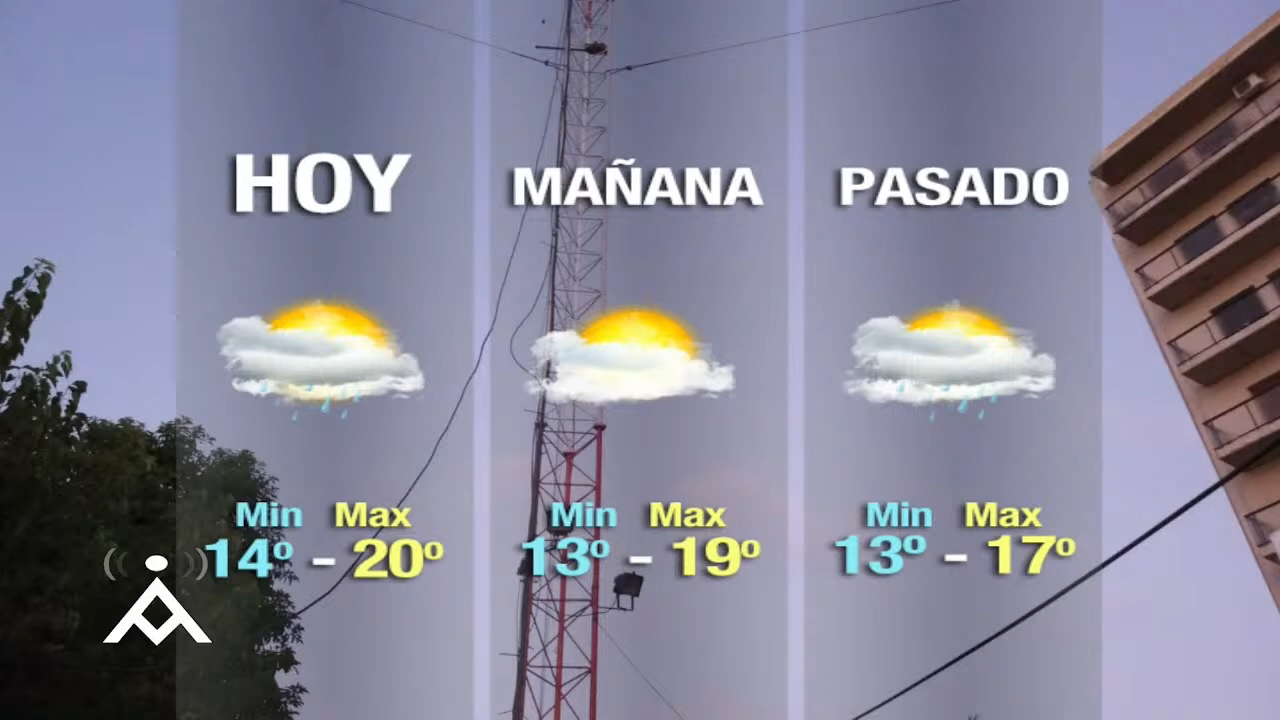 HOY
MAÑANA
PASADO
Min Max
14º - 20º
Min Max
13º - 19º
Min Max
13º - 17º